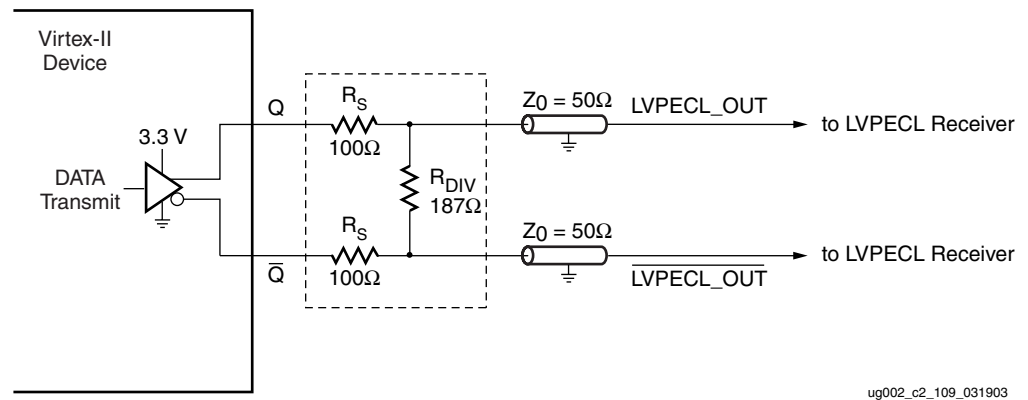 Virtex-II
Device
Q
R_S
100Ω
Z0 = 50Ω
LVPECL_OUT
to LVPECL Receiver
3.3 V
DATA
Transmit
R_DIV
187Ω
R_S
100Ω
Q̅
Z0 = 50Ω
LVPECL_OUT
to LVPECL Receiver
ug002_c2_109_031903